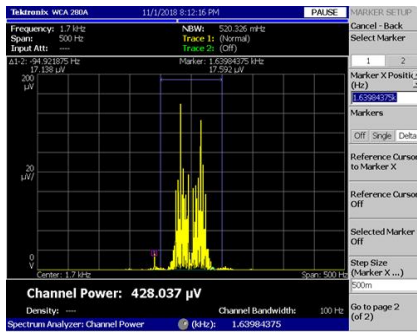 Tektronix WCA 280A 11/1/2018 8:12:16 PM PAUSE MARKER SETUP
Cancel - Back
Frequency: 1.7 kHz NBW: 520.326 mHz
Span: 500 Hz Trace 1: (Normal)
Input Att: ---- Trace 2: (Off)
Select Marker
1 2
Δ1-2: -94.921875 Hz Marker: 1.63984375 kHz
17.138 µV 17.592 µV
200
µV
Marker X Positio
(Hz)
1.63984375k
Markers
Off Single Delta
Reference Cursor
to Marker X
20
µV/
Reference Cursor
Off
Selected Marker
Off
0
V
Center: 1.7 kHz Span: 500 Hz
Step Size
(Marker X ...)
500m
Channel Power: 428.037 µV
Density: ---- Channel Bandwidth: 100 Hz
Go to page 2
(of 2)
Spectrum Analyzer: Channel Power (kHz): 1.63984375